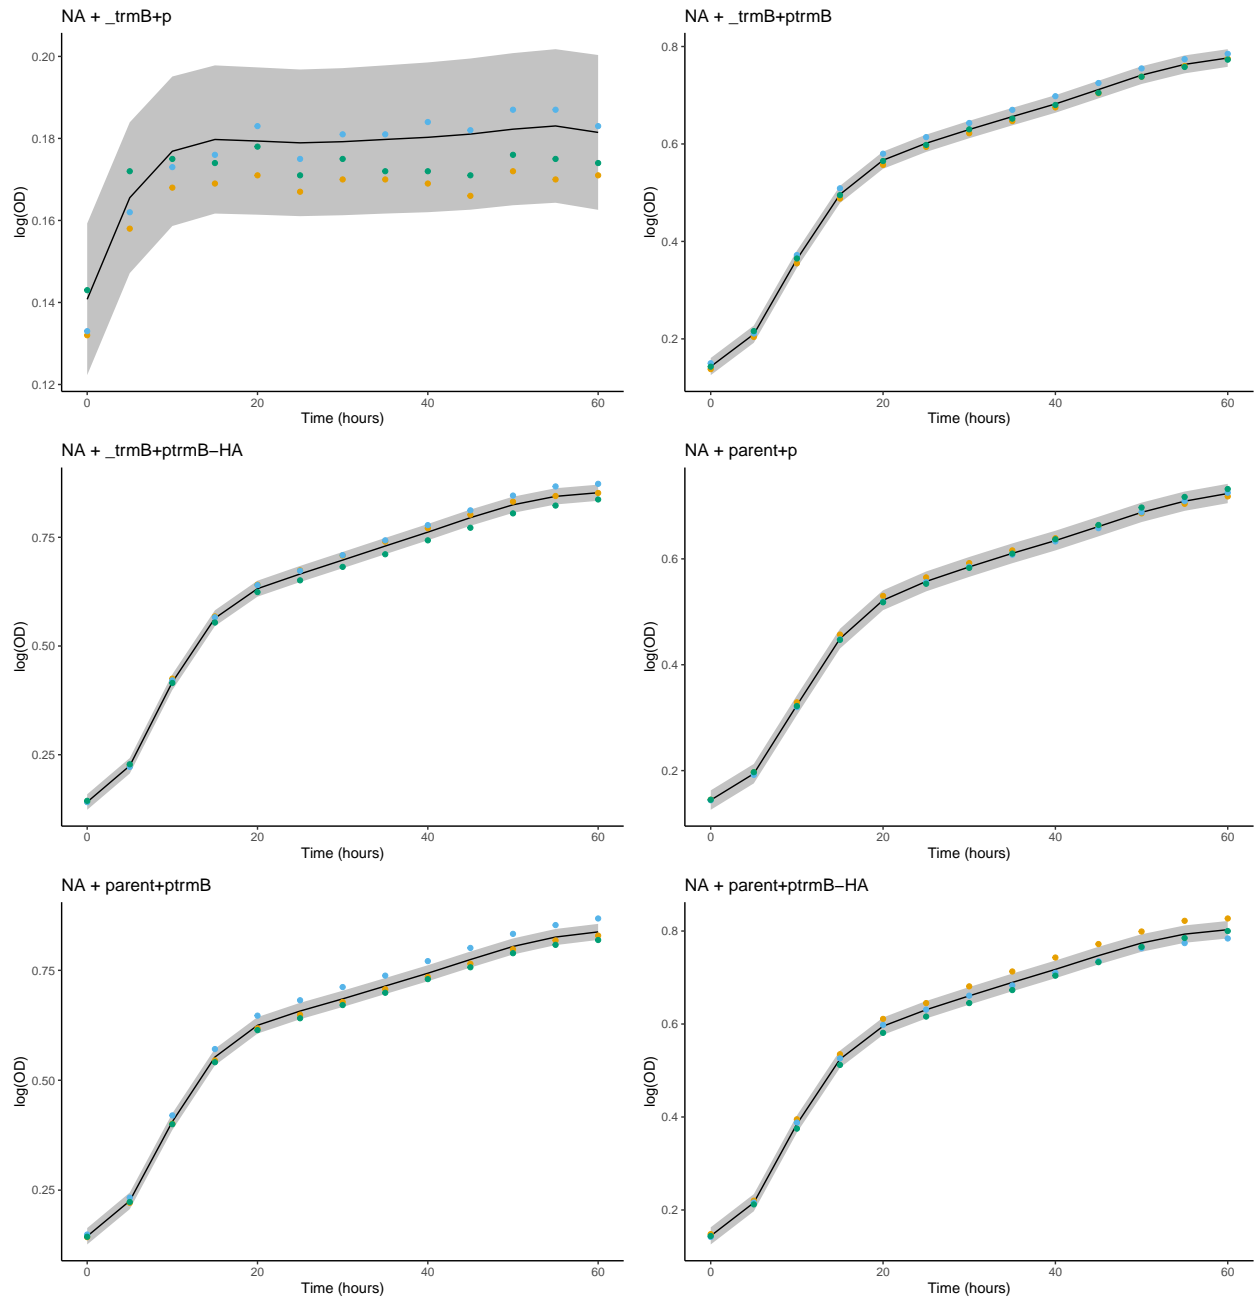 NA + _trmB+p
0.20
0.18
0.16
0.14
0.12
log(OD)
0
20
40
60
Time (hours)
NA + _trmB+ptrmB
0.8
0.6
0.4
0.2
log(OD)
0
20
40
60
Time (hours)
NA + _trmB+ptrmB−HA
0.75
0.50
0.25
log(OD)
0
20
40
60
Time (hours)
NA + parent+p
0.6
0.4
0.2
log(OD)
0
20
40
60
Time (hours)
NA + parent+ptrmB
0.75
0.50
0.25
log(OD)
0
20
40
60
Time (hours)
NA + parent+ptrmB−HA
0.8
0.6
0.4
0.2
log(OD)
0
20
40
60
Time (hours)